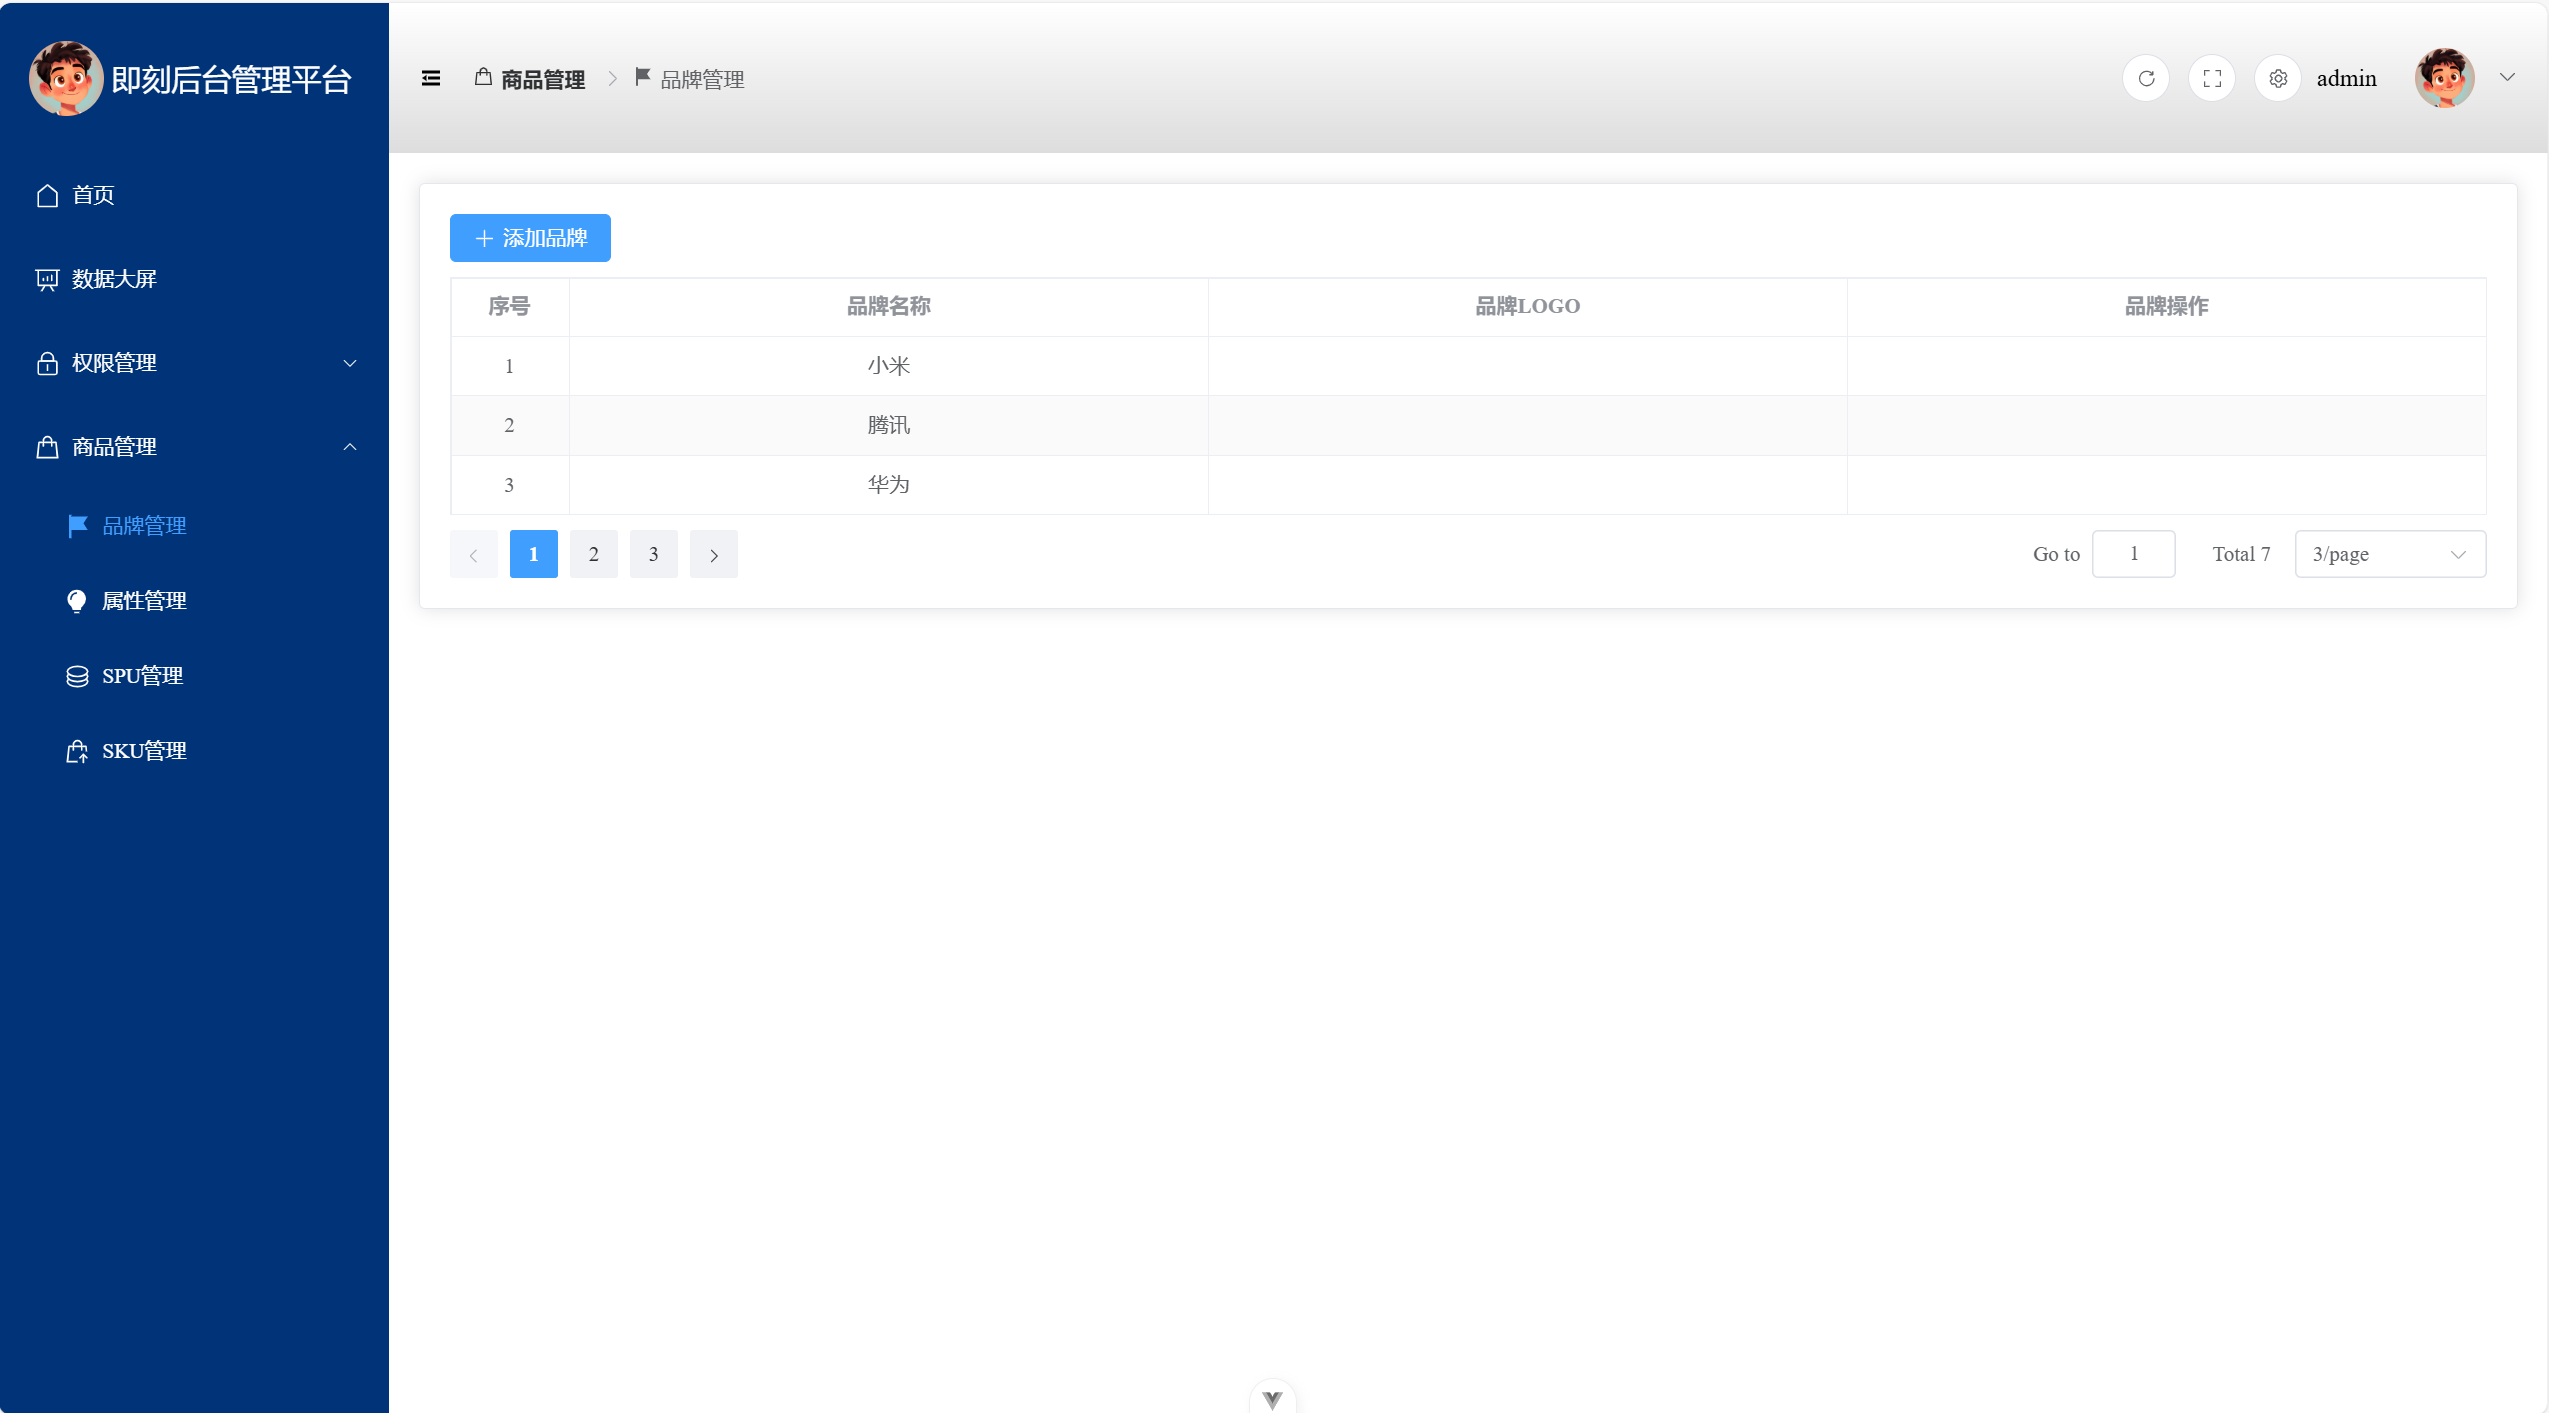 即刻后台管理平台
首页
数据大屏
权限管理
商品管理
品牌管理
属性管理
SPU管理
SKU管理
商品管理 品牌管理
admin
添加品牌
序号 品牌名称 品牌LOGO 品牌操作
1 小米
2 腾讯
3 华为
1 2 3 Go to 1 Total 7 3/page